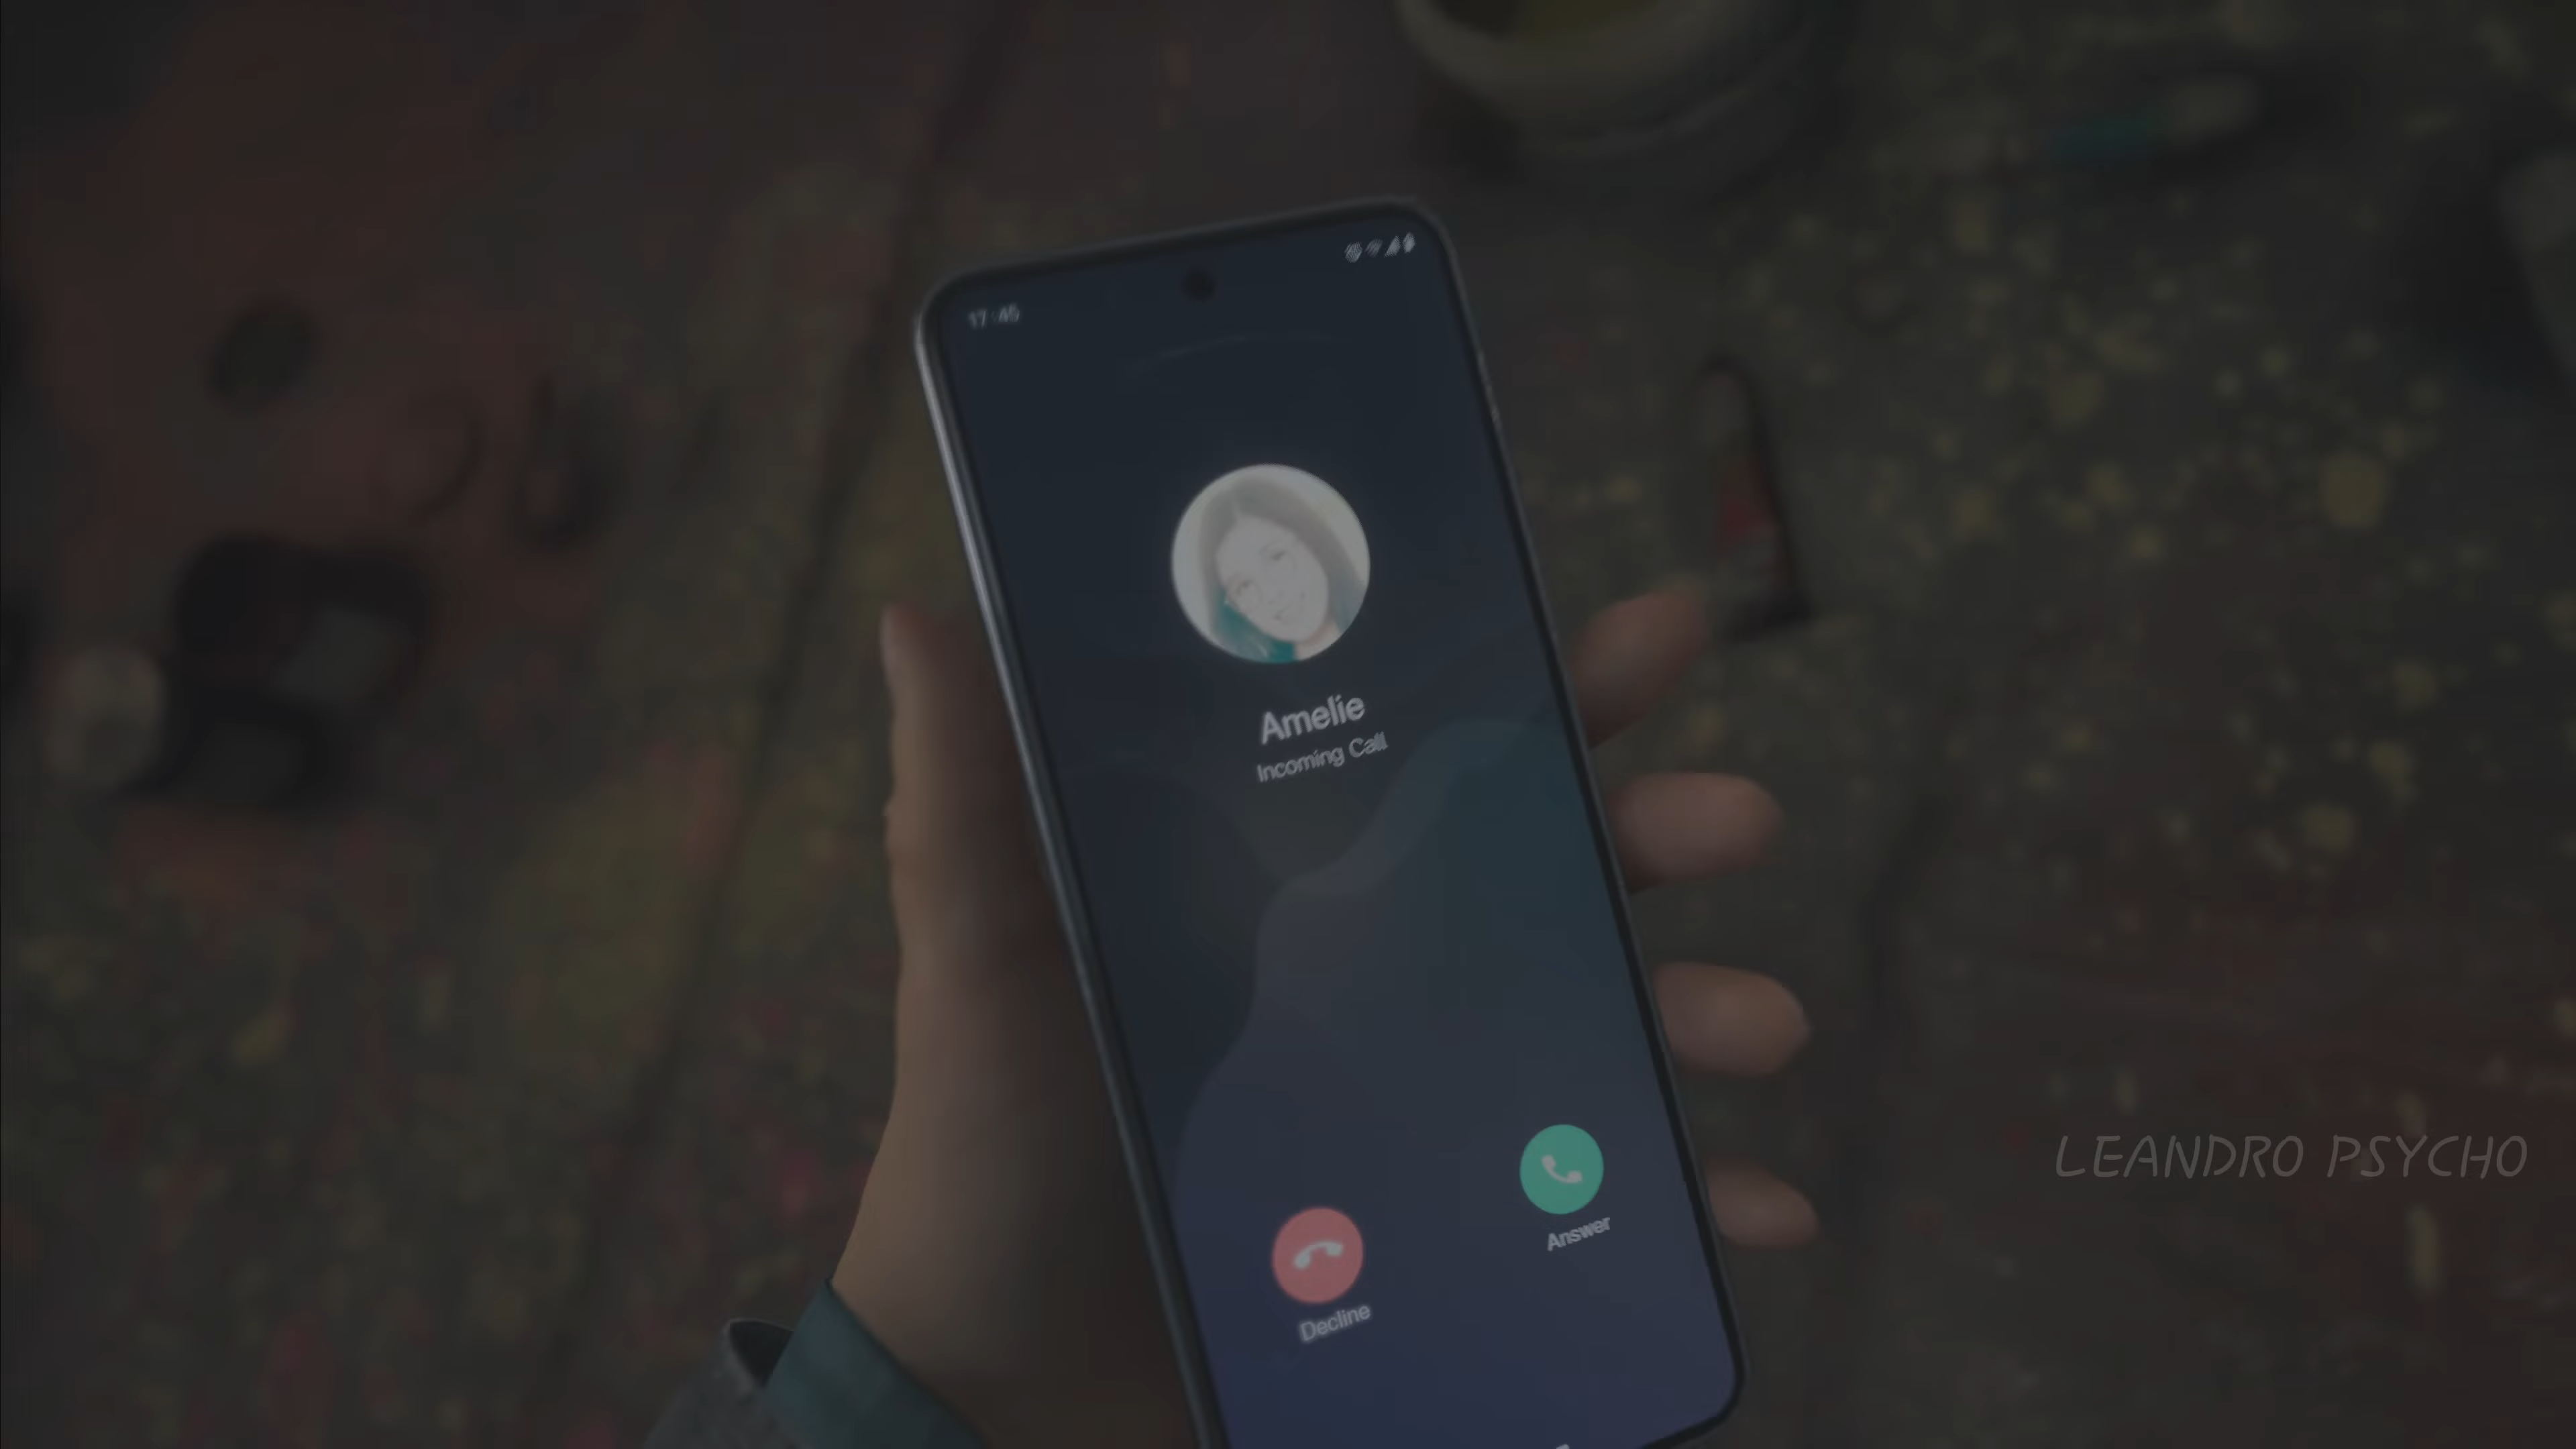 17:45
Amelie
Incoming Call
Answer
Decline
LEANDRO PSYCHO